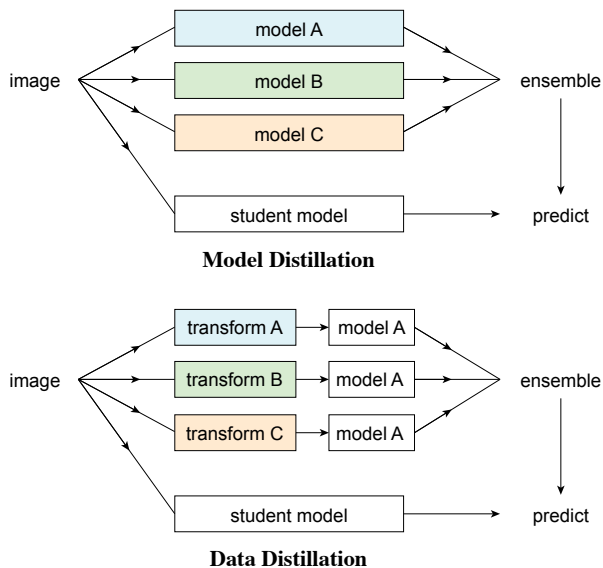 model A
image
model B
ensemble
model C
student model
predict
Model Distillation
transform A
model A
image
transform B
model A
ensemble
transform C
model A
student model
predict
Data Distillation